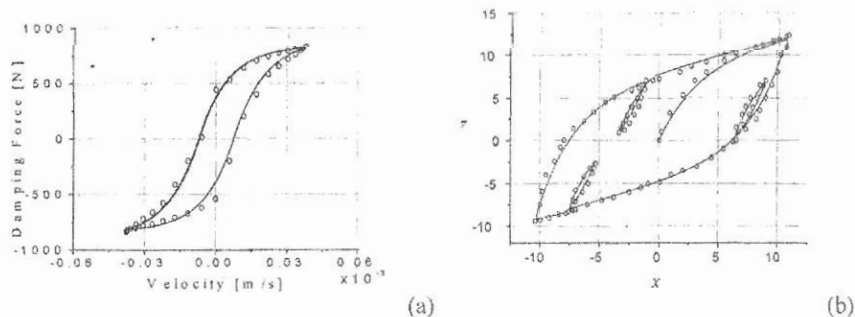 Damping Force [N]
1000
500
0
-500
-1000
-0.06 -0.03 0.00 0.03 0.06
x10⁻³
Velocity [m/s]
(a)
15
10
5
0
-5
-10
-10 -5 0 5 10
X
(b)